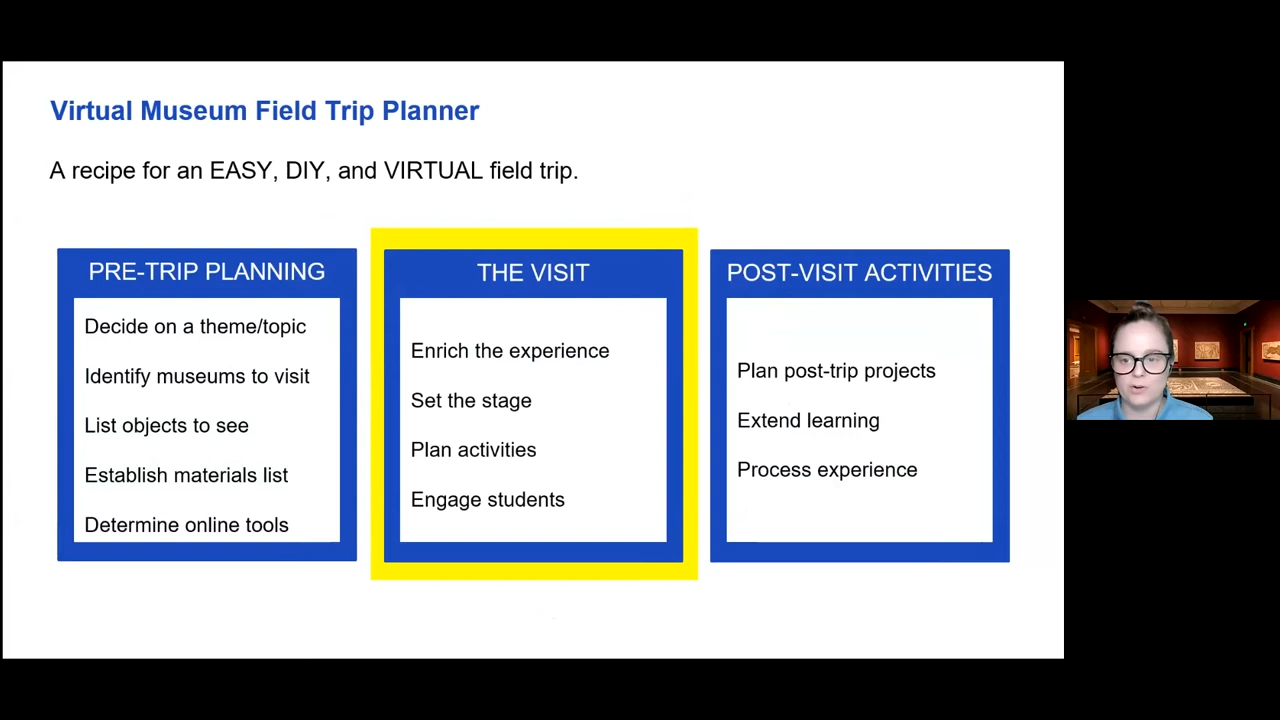 Virtual Museum Field Trip Planner
A recipe for an EASY, DIY, and VIRTUAL field trip.
PRE-TRIP PLANNING
Decide on a theme/topic
Identify museums to visit
List objects to see
Establish materials list
Determine online tools
THE VISIT
Enrich the experience
Set the stage
Plan activities
Engage students
POST-VISIT ACTIVITIES
Plan post-trip projects
Extend learning
Process experience